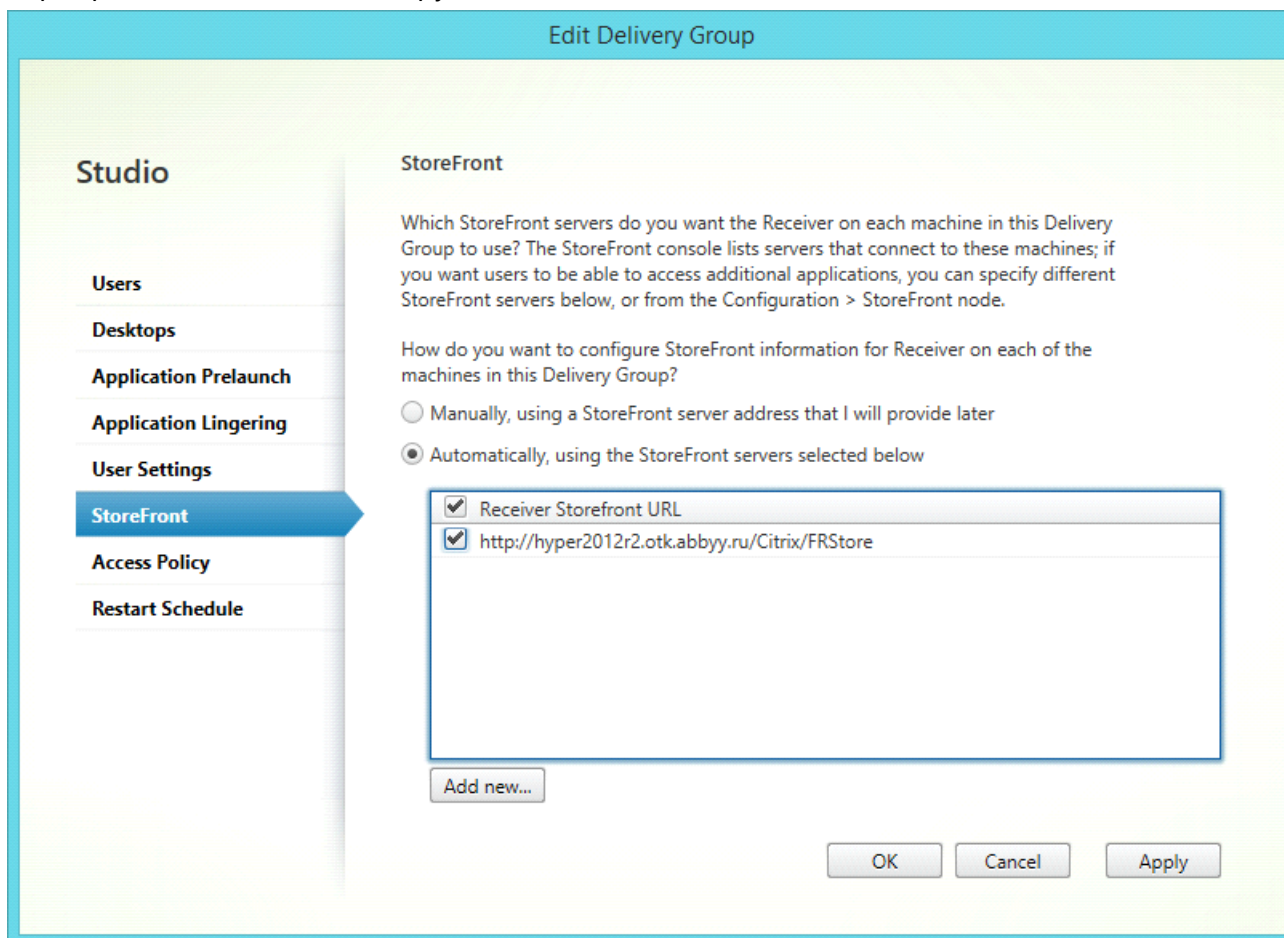 Edit Delivery Group
Studio
Users
Desktops
Application Prelaunch
Application Lingering
User Settings
StoreFront
Access Policy
Restart Schedule
StoreFront
Which StoreFront servers do you want the Receiver on each machine in this Delivery
Group to use? The StoreFront console lists servers that connect to these machines; if
you want users to be able to access additional applications, you can specify different
StoreFront servers below, or from the Configuration > StoreFront node.
How do you want to configure StoreFront information for Receiver on each of the
machines in this Delivery Group?
Manually, using a StoreFront server address that I will provide later
Automatically, using the StoreFront servers selected below
Receiver Storefront URL
http://hyper2012r2.otk.abbyy.ru/Citrix/FRStore
Add new...
OK
Cancel
Apply